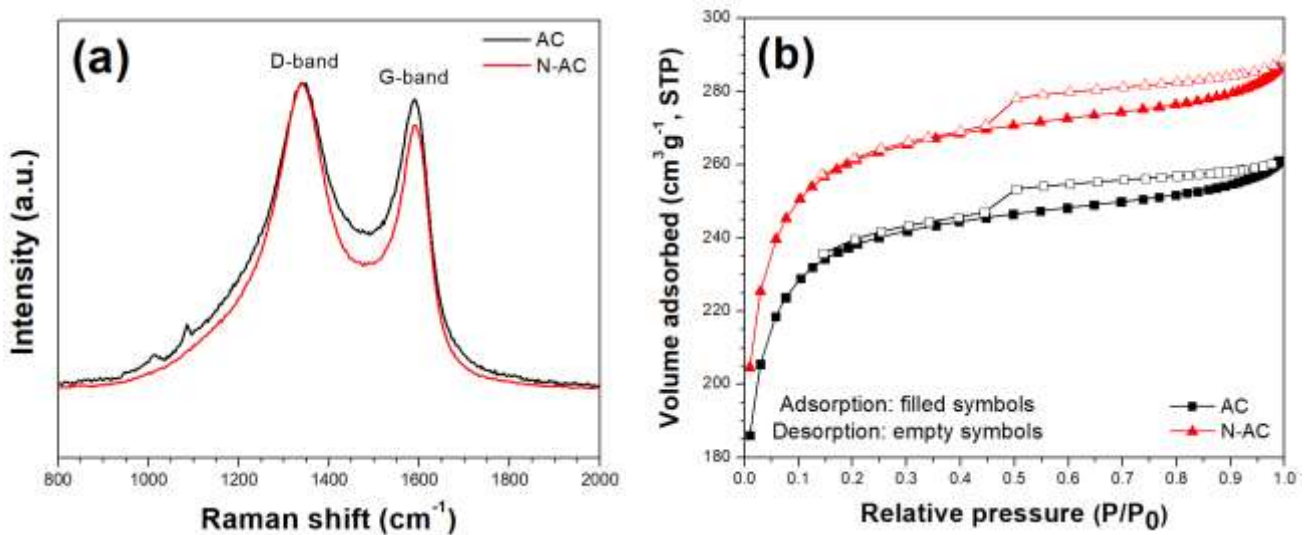 (a)
AC
N-AC
D-band
G-band
Intensity (a.u.)
800 1000 1200 1400 1600 1800 2000
Raman shift (cm⁻¹)
(b)
300
280
260
240
220
200
180
Volume adsorbed (cm³ g⁻¹, STP)
Adsorption: filled symbols
Desorption: empty symbols
AC
N-AC
0.0 0.1 0.2 0.3 0.4 0.5 0.6 0.7 0.8 0.9 1.0
Relative pressure (P/P₀)